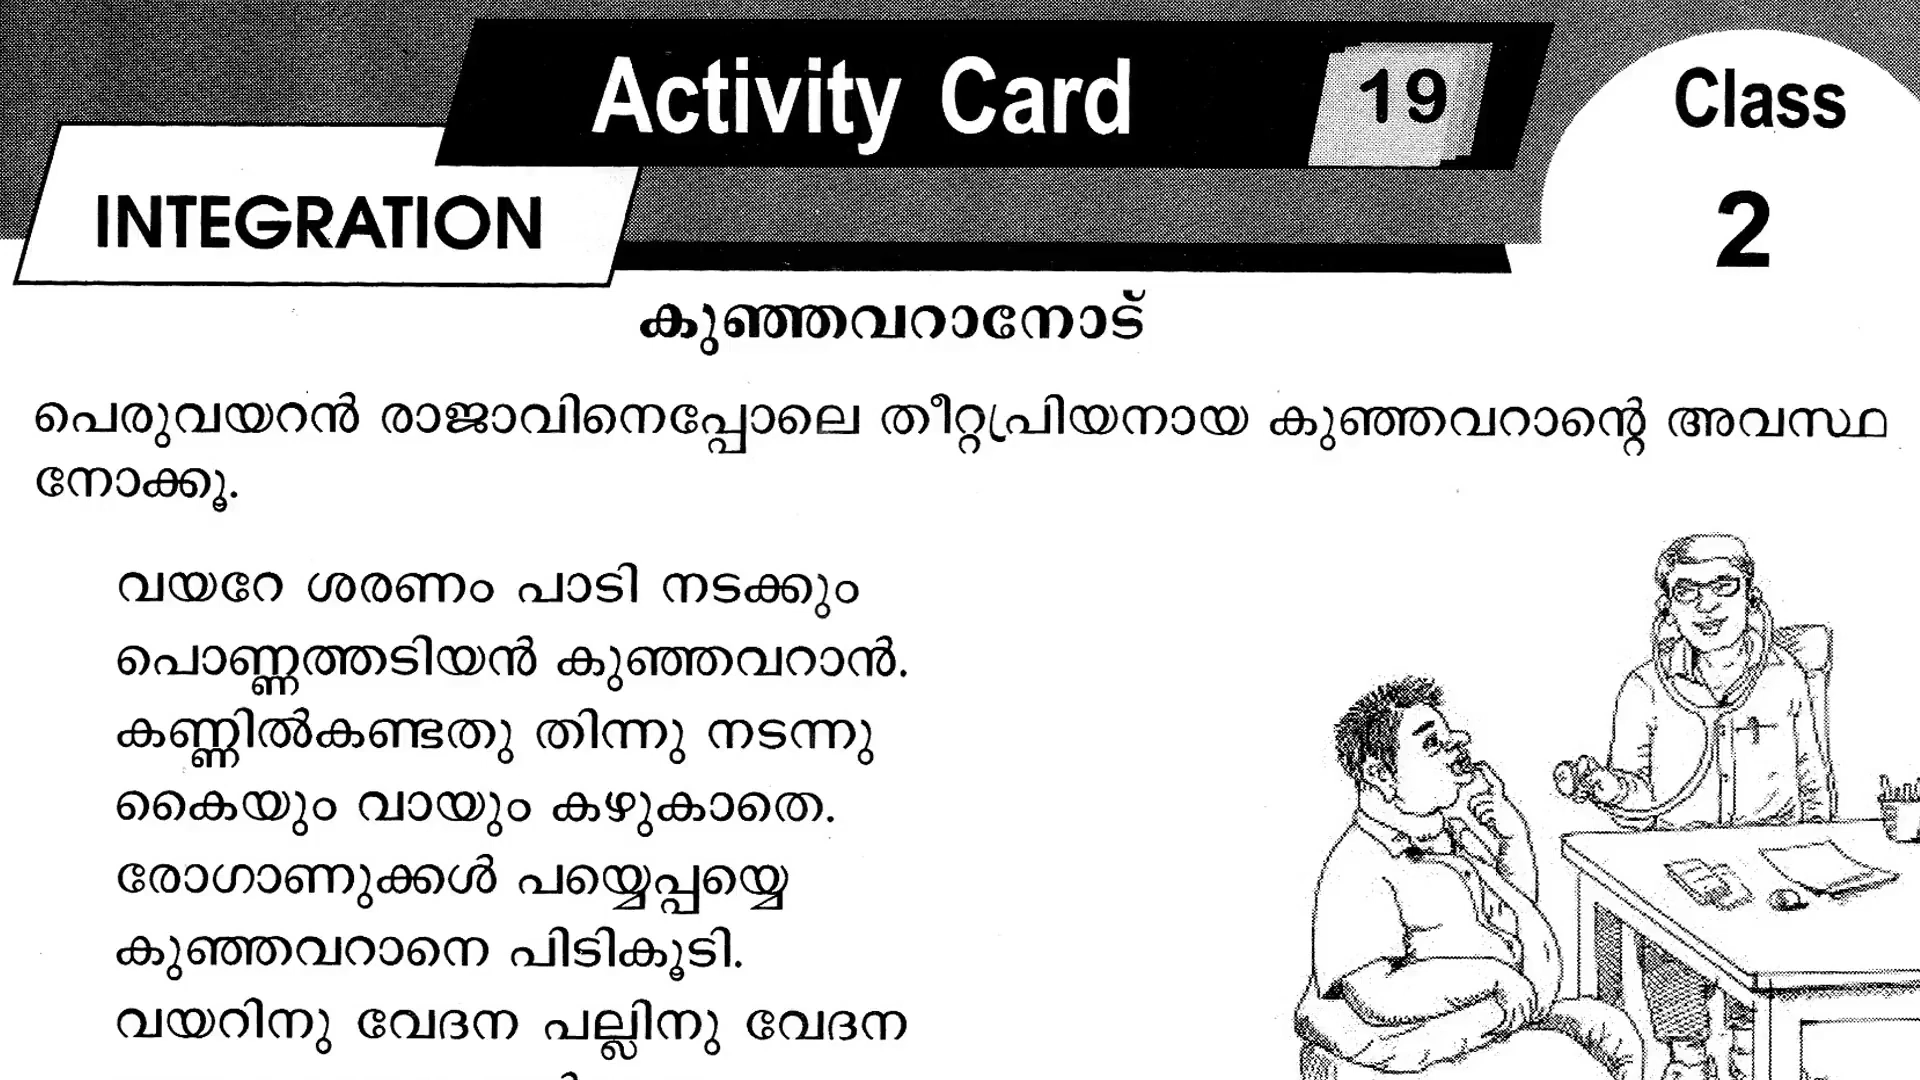 Activity Card 19
Class
2
INTEGRATION
കുഞ്ഞവറാനോട്
പെരുവയറൻ രാജാവിനെപ്പോലെ തീറ്റപ്രിയനായ കുഞ്ഞവറാന്റെ അവസ്ഥ
നോക്കൂ.
വയറേ ശരണം പാടി നടക്കും
പൊണ്ണത്തടിയൻ കുഞ്ഞവറാൻ.
കണ്ണിൽകണ്ടതു തിന്നു നടന്നു
കൈയും വായും കഴുകാതെ.
രോഗാണുക്കൾ പയ്യെപ്പയ്യെ
കുഞ്ഞവറാനെ പിടികൂടി.
വയറിനു വേദന പല്ലിനു വേദന